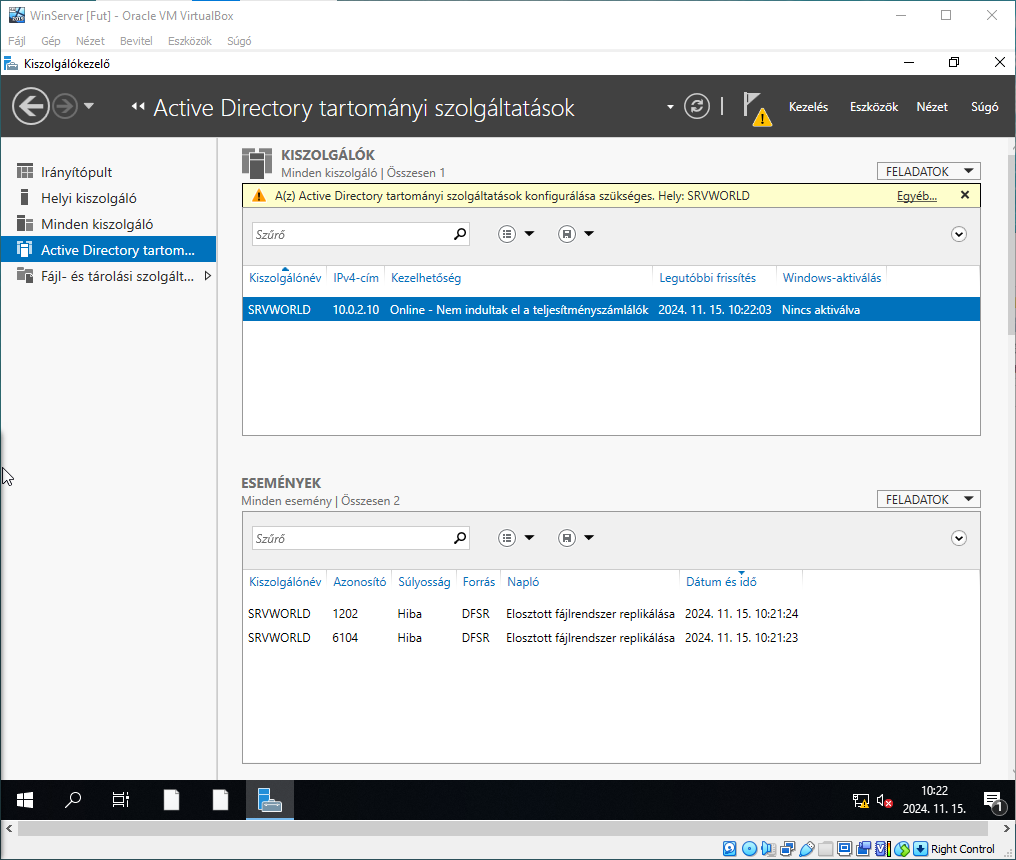 WinServer [Fut] - Oracle VM VirtualBox
Fájl Gép Nézet Bevitel Eszközök Súgó
Kiszolgálókezelő
Active Directory tartományi szolgáltatások
Kezelés Eszközök Nézet Súgó
Irányítópult
Helyi kiszolgáló
Minden kiszolgáló
Active Directory tartom...
Fájl- és tárolási szolgált...
KISZOLGÁLÓK
Minden kiszolgáló | Összesen 1
FELADATOK
A(z) Active Directory tartományi szolgáltatások konfigurálása szükséges. Hely: SRVWORLD Egyéb...
Szűrő
Kiszolgálónév IPv4-cím Kezelhetőség Legutóbbi frissítés Windows-aktiválás
SRVWORLD 10.0.2.10 Online - Nem indultak el a teljesítményszámlálók 2024. 11. 15. 10:22:03 Nincs aktiválva
ESEMÉNYEK
Minden esemény | Összesen 2
FELADATOK
Szűrő
Kiszolgálónév Azonosító Súlyosság Forrás Napló Dátum és idő
SRVWORLD 1202 Hiba DFSR Elosztott fájlrendszer replikálása 2024. 11. 15. 10:21:24
SRVWORLD 6104 Hiba DFSR Elosztott fájlrendszer replikálása 2024. 11. 15. 10:21:23
10:22
2024. 11. 15.
1
Right Control